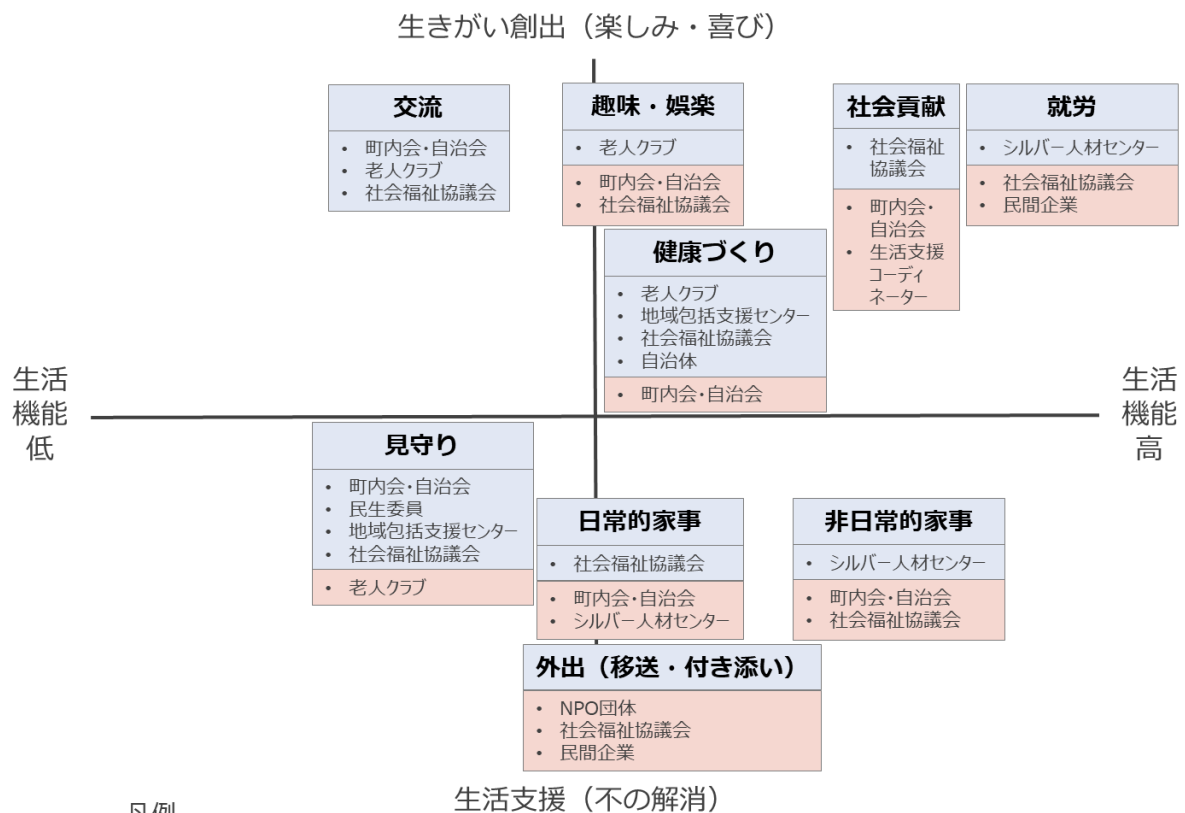 生きがい創出（楽しみ・喜び）
交流
• 町内会・自治会
• 老人クラブ
• 社会福祉協議会
趣味・娯楽
• 老人クラブ
• 町内会・自治会
• 社会福祉協議会
社会貢献
• 社会福祉
協議会
• 町内会・
自治会
• 生活支援
コーディ
ネーター
就労
• シルバー人材センター
• 社会福祉協議会
• 民間企業
健康づくり
• 老人クラブ
• 地域包括支援センター
• 社会福祉協議会
• 自治体
• 町内会・自治会
生活
機能
低
生活
機能
高
見守り
• 町内会・自治会
• 民生委員
• 地域包括支援センター
• 社会福祉協議会
• 老人クラブ
日常的家事
• 社会福祉協議会
• 町内会・自治会
• シルバー人材センター
非日常的家事
• シルバー人材センター
• 町内会・自治会
• 社会福祉協議会
外出（移送・付き添い）
• NPO団体
• 社会福祉協議会
• 民間企業
生活支援（不の解消）
凡例